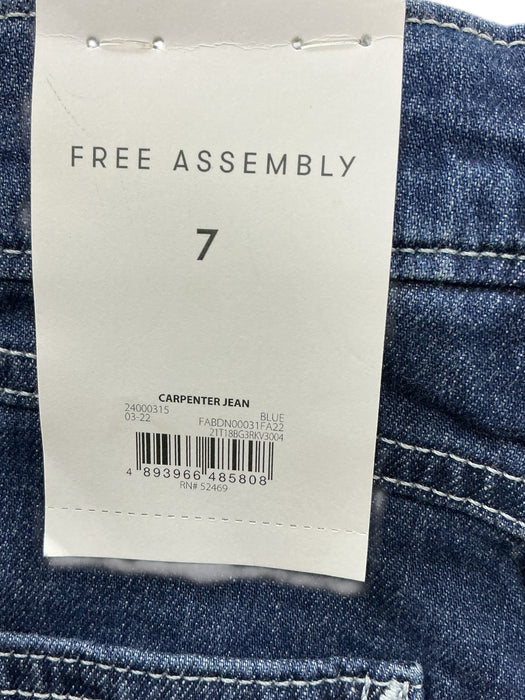 FREE ASSEMBLY
7
CARPENTER JEAN
24000315 BLUE
03-22 FABDN00031FA22
21T18BG3RKV3004
4 893966 485808
RN# 52469